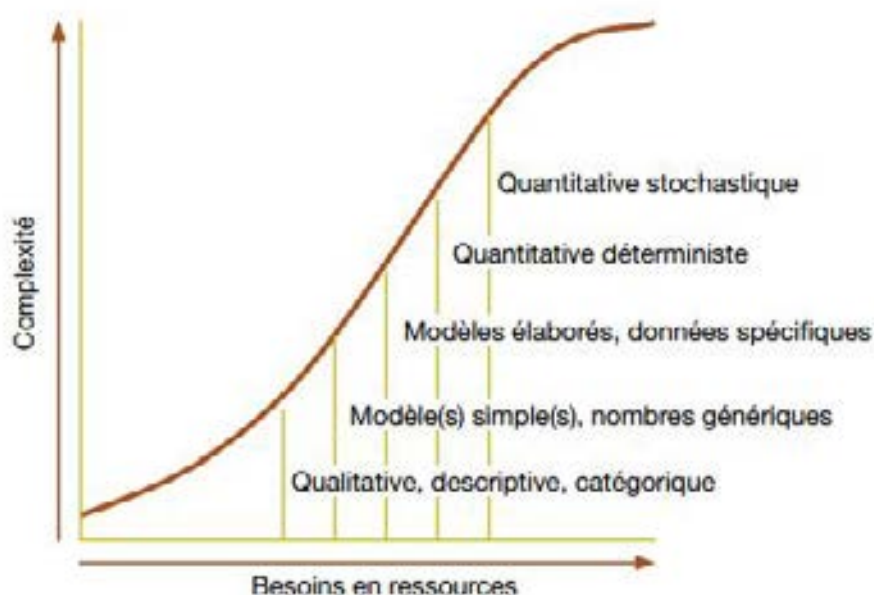 Complexité
Quantitative stochastique
Quantitative déterministe
Modèles élaborés, données spécifiques
Modèle(s) simple(s), nombres génériques
Qualitative, descriptive, catégorique
Besoins en ressources